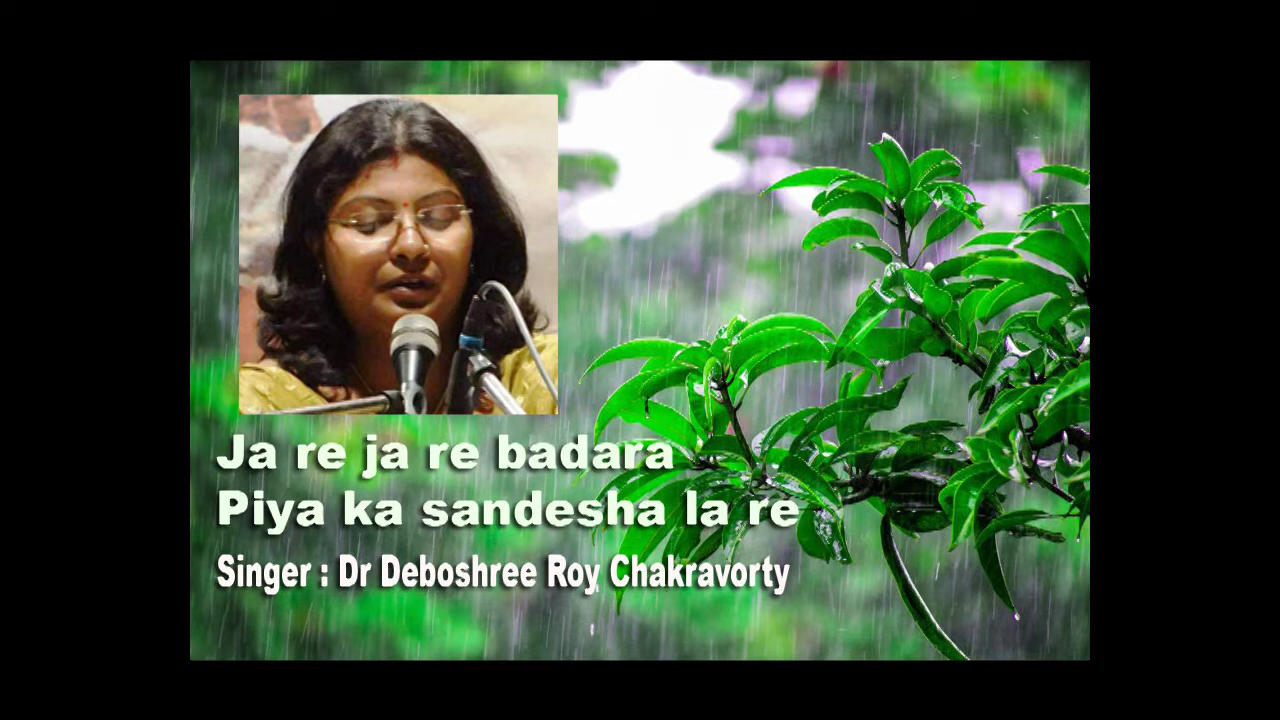 Ja re ja re badara
Piya ka sandesha la re
Singer : Dr Deboshree Roy Chakravorty